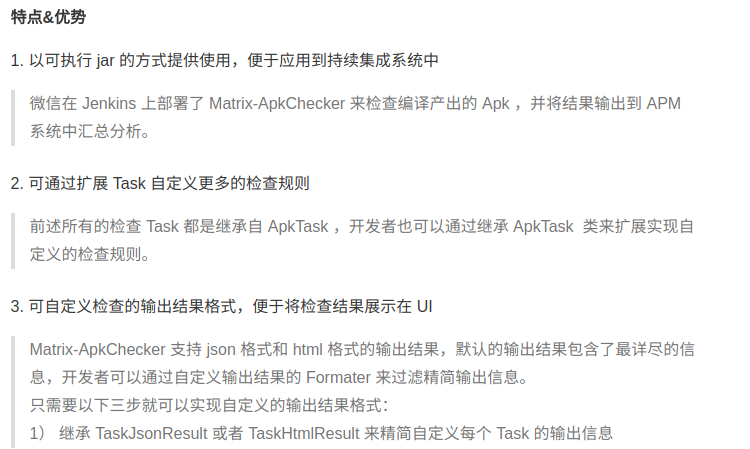 特点&优势
1. 以可执行 jar 的方式提供使用，便于应用到持续集成系统中
微信在 Jenkins 上部署了 Matrix-ApkChecker 来检查编译产出的 Apk ，并将结果输出到 APM
系统中汇总分析。
2. 可通过扩展 Task 自定义更多的检查规则
前述所有的检查 Task 都是继承自 ApkTask ，开发者也可以通过继承 ApkTask 类来扩展实现自
定义的检查规则。
3. 可自定义检查的输出结果格式，便于将检查结果展示在 UI
Matrix-ApkChecker 支持 json 格式和 html 格式的输出结果，默认的输出结果包含了最详尽的信
息，开发者可以通过自定义输出结果的 Formater 来过滤精简输出信息。
只需要以下三步就可以实现自定义的输出结果格式：
1） 继承 TaskJsonResult 或者 TaskHtmlResult 来精简自定义每个 Task 的输出信息